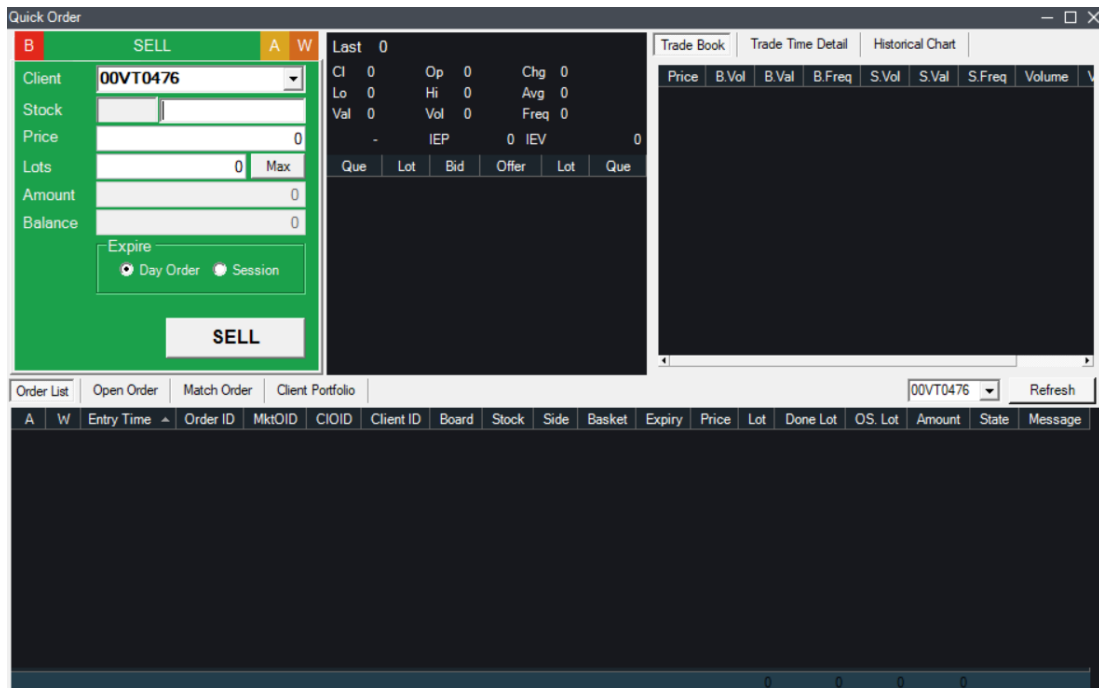 Quick Order
B SELL A W
Client 00VT0476
Stock
Price 0
Lots 0 Max
Amount 0
Balance 0
Expire
Day Order Session
SELL
Last 0
Cl 0 Op 0 Chg 0
Lo 0 Hi 0 Avg 0
Val 0 Vol 0 Freq 0
- IEP 0 IEV 0
Que Lot Bid Offer Lot Que
Trade Book Trade Time Detail Historical Chart
Price B.Vol B.Val B.Freq S.Vol S.Val S.Freq Volume V
Order List Open Order Match Order Client Portfolio 00VT0476 Refresh
A W Entry Time Order ID MktOID ClOID Client ID Board Stock Side Basket Expiry Price Lot Done Lot OS. Lot Amount State Message
0 0 0 0